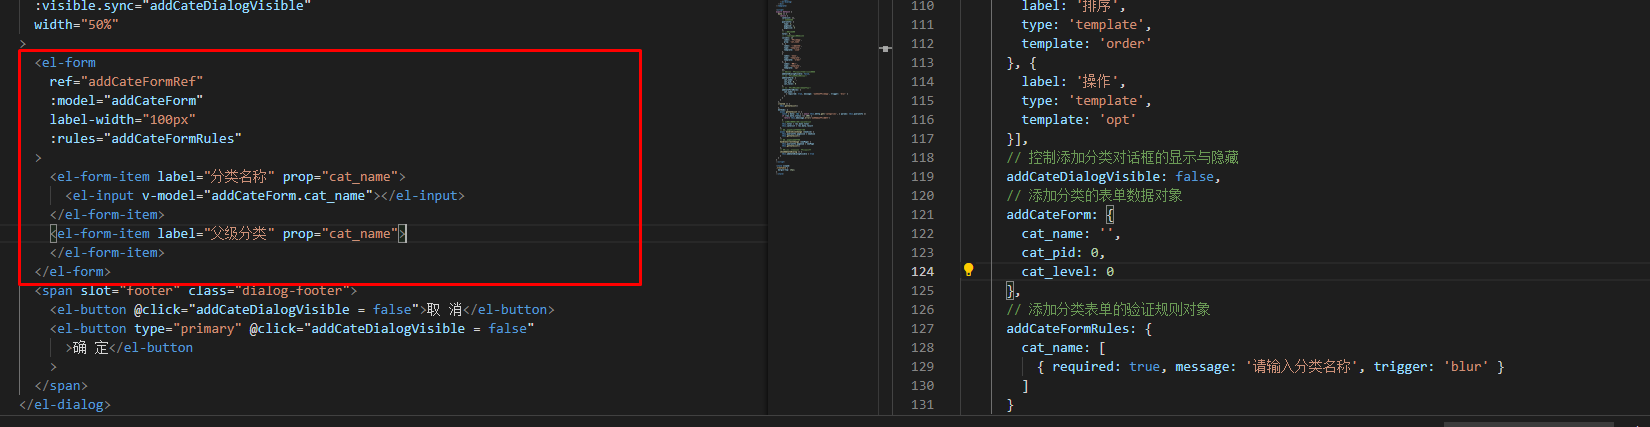 :visible.sync="addCateDialogVisible"
width="50%"
>
<el-form
ref="addCateFormRef"
:model="addCateForm"
label-width="100px"
:rules="addCateFormRules"
>
<el-form-item label="分类名称" prop="cat_name">
<el-input v-model="addCateForm.cat_name"></el-input>
</el-form-item>
<el-form-item label="父级分类" prop="cat_name">
</el-form-item>
</el-form>
<span slot="footer" class="dialog-footer">
<el-button @click="addCateDialogVisible = false">取 消</el-button>
<el-button type="primary" @click="addCateDialogVisible = false"
>确 定</el-button
>
</span>
</el-dialog>
110 label: '排序',
111 type: 'template',
112 template: 'order'
113 }, {
114 label: '操作',
115 type: 'template',
116 template: 'opt'
117 }],
118 // 控制添加分类对话框的显示与隐藏
119 addCateDialogVisible: false,
120 // 添加分类的表单数据对象
121 addCateForm: {
122 cat_name: '',
123 cat_pid: 0,
124 cat_level: 0
125 },
126 // 添加分类表单的验证规则对象
127 addCateFormRules: {
128 cat_name: [
129 { required: true, message: '请输入分类名称', trigger: 'blur' }
130 ]
131 }